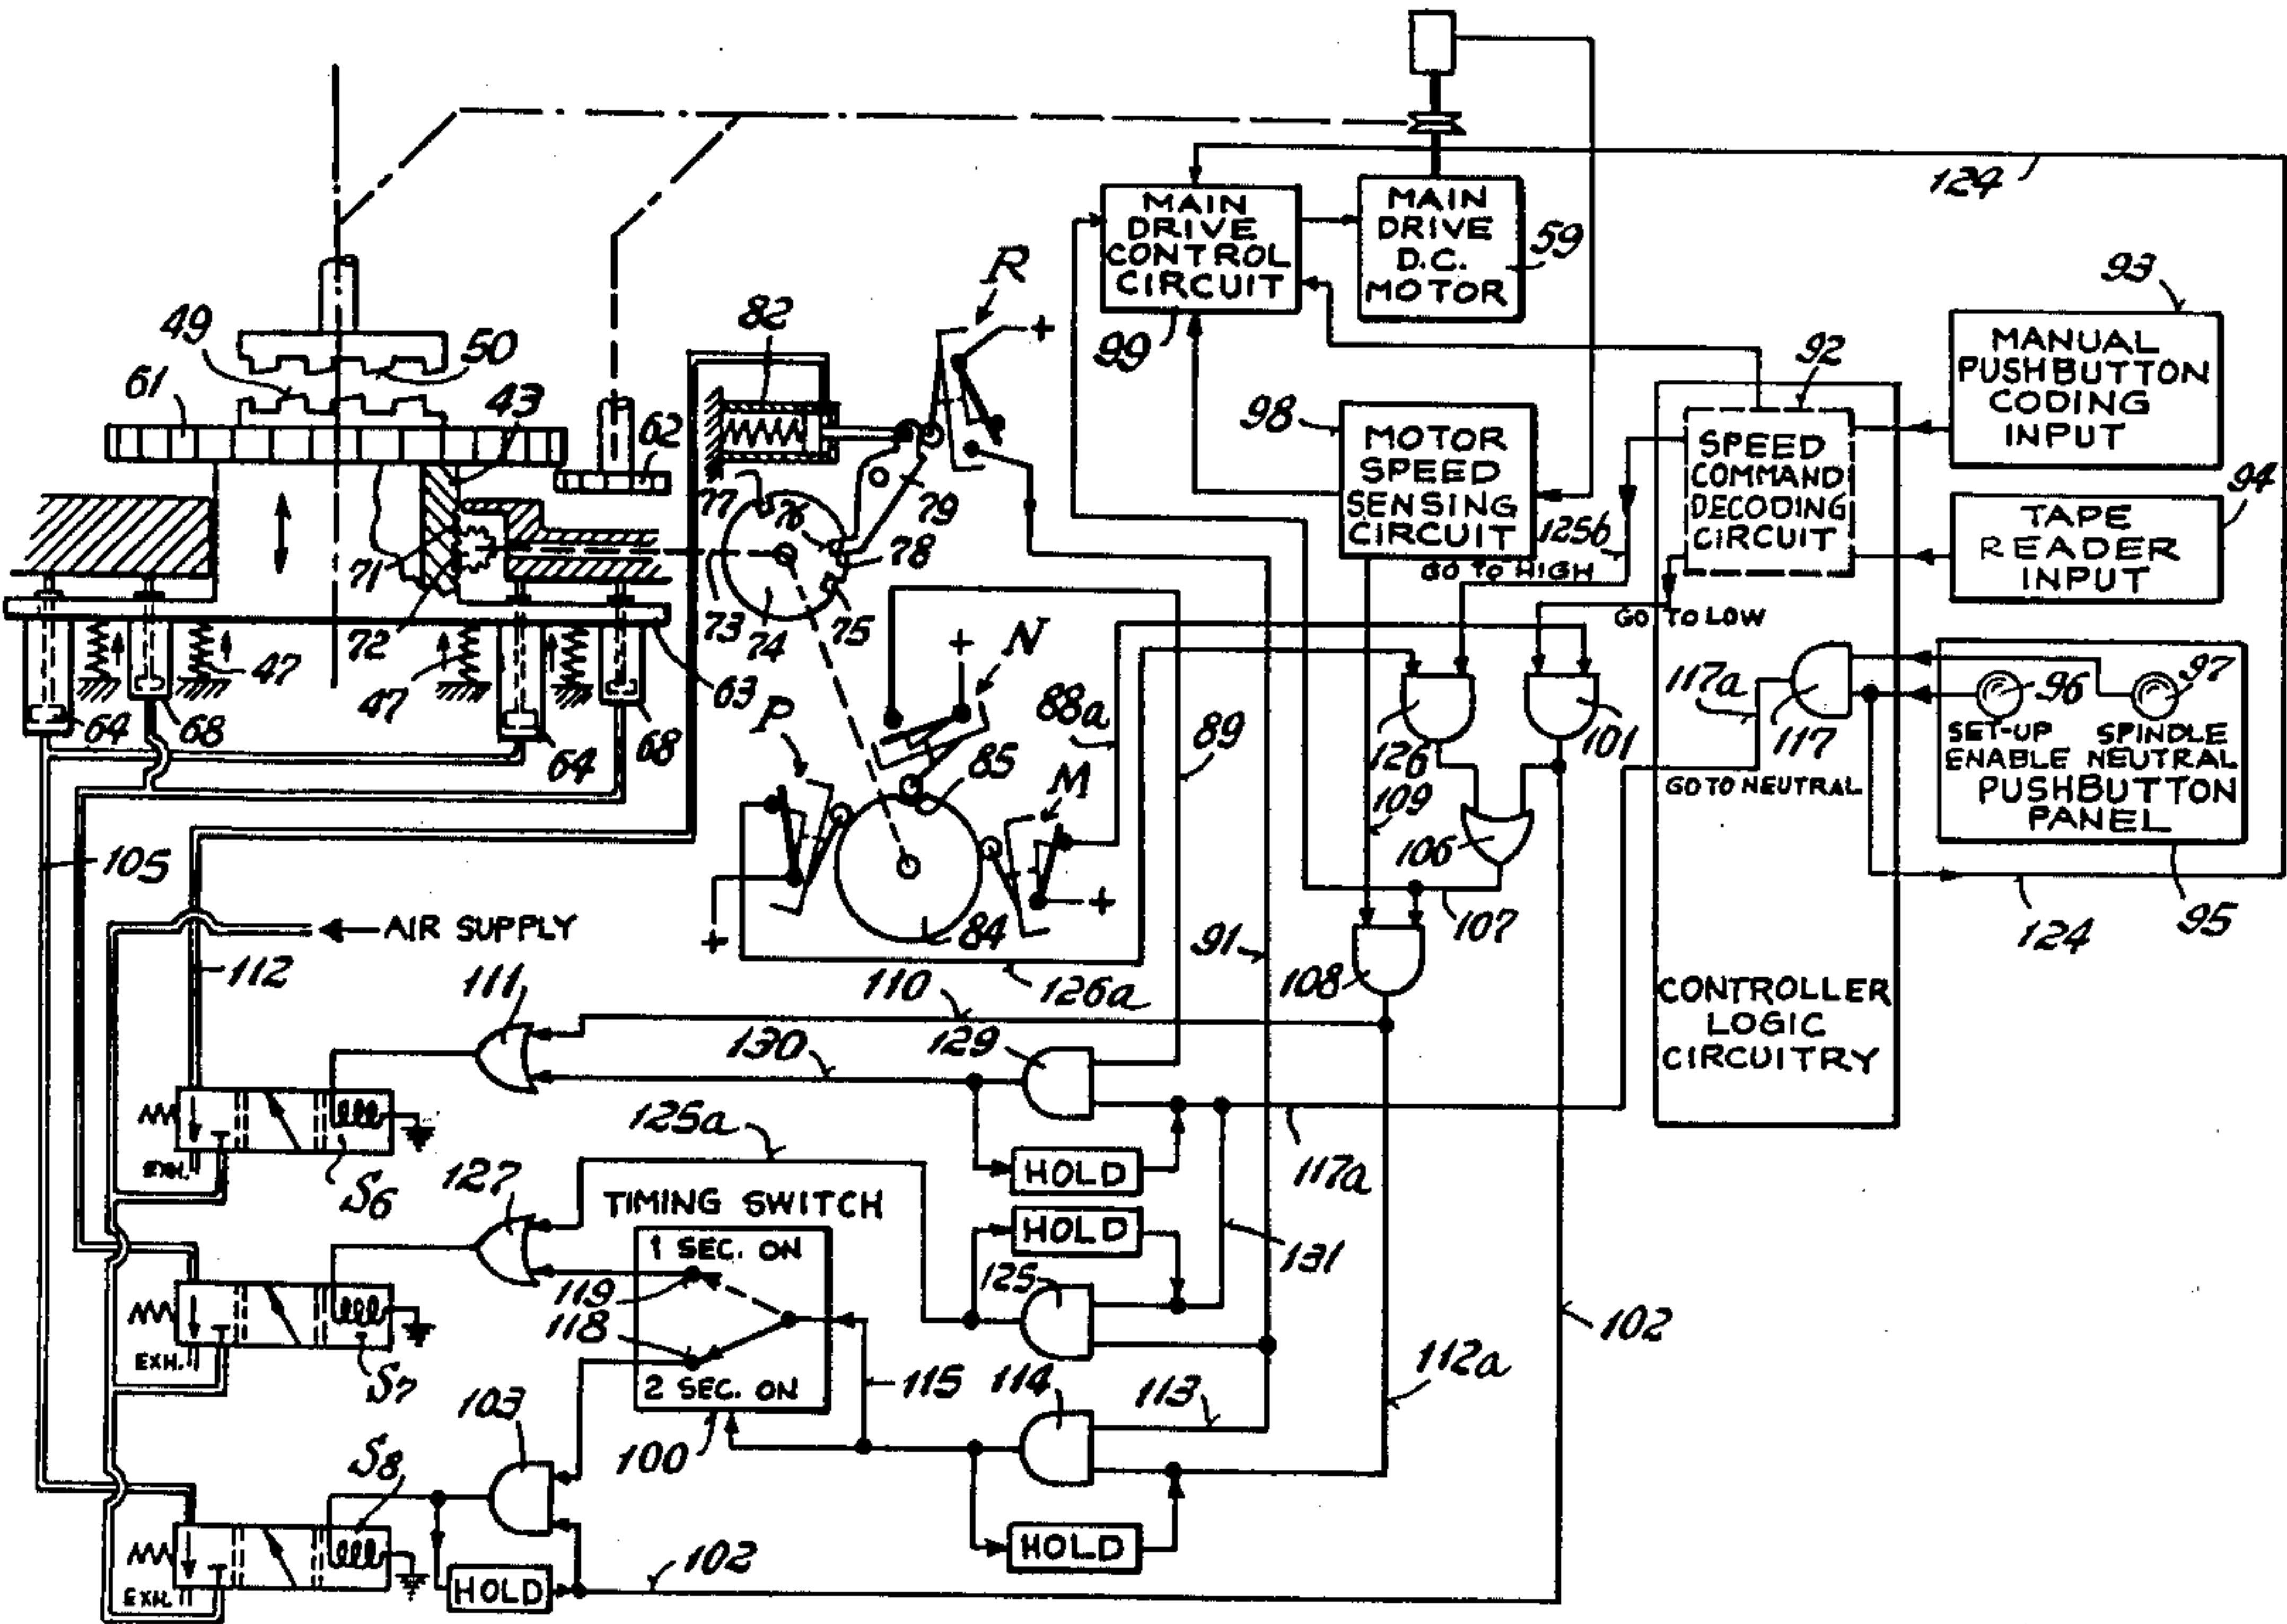 124
MAIN
DRIVE
CONTROL
CIRCUIT
MAIN
DRIVE
D.C.
MOTOR
59
R
+
99
93
MANUAL
PUSHBUTTON
CODING
INPUT
92
SPEED
COMMAND
DECODING
CIRCUIT
94
TAPE
READER
INPUT
82
49
50
61
43
62
98
MOTOR
SPEED
SENSING
CIRCUIT
125b
GO TO HIGH
GO TO LOW
77
76
79
78
71
72
73
74
75
47
47
63
64
68
64
68
N
+
P
85
88a
89
M
+
+
84
126
101
109
106
107
117a
117
GO TO NEUTRAL
96
97
SET-UP
ENABLE
SPINDLE
NEUTRAL
PUSHBUTTON
PANEL
95
124
105
AIR SUPPLY
112
91
108
126a
110
CONTROLLER
LOGIC
CIRCUITRY
111
130
129
125a
EXH.
S6
127
TIMING SWITCH
HOLD
HOLD
117a
131
1 SEC. ON
119
118
2 SEC. ON
125
102
EXH.
S7
115
114
113
112a
103
100
S8
EXH.
HOLD
102
HOLD